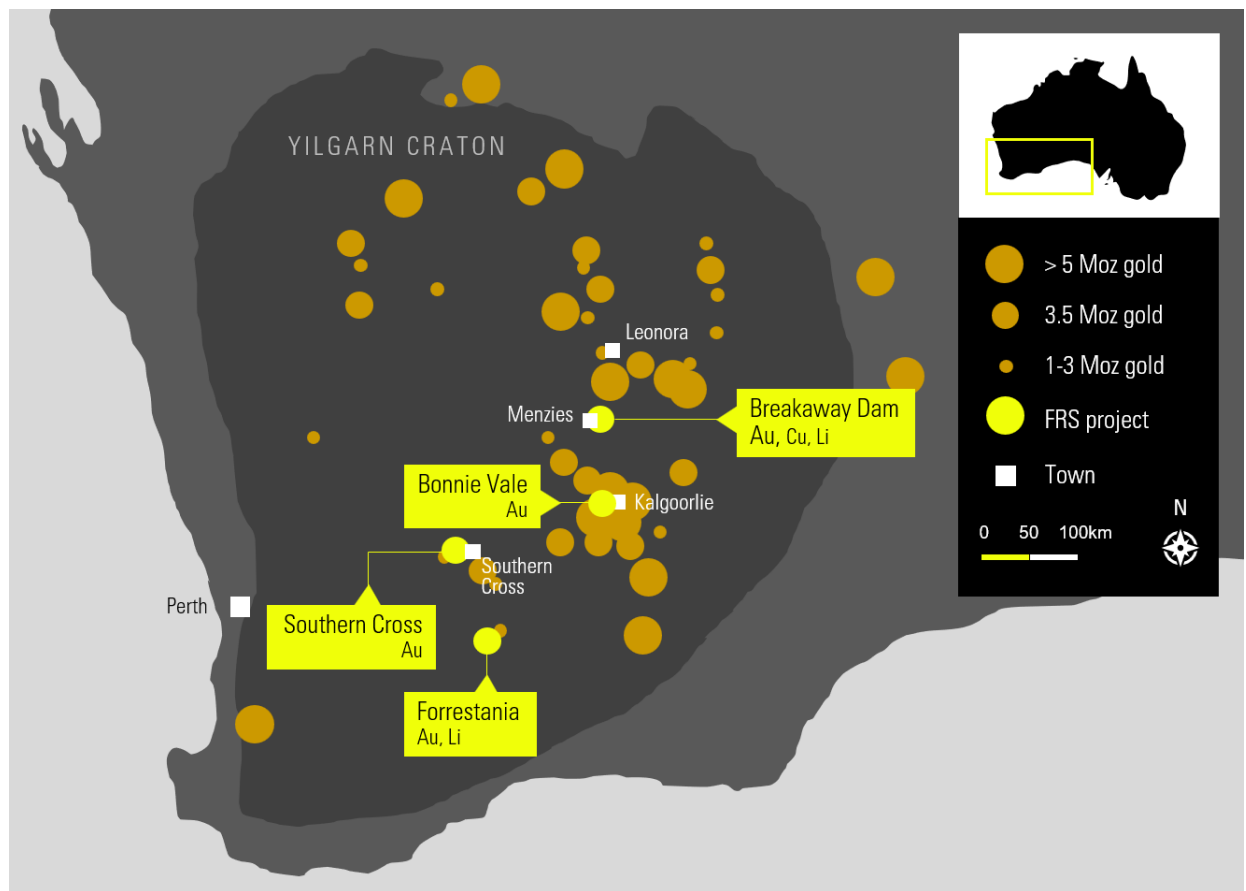 YILGARN CRATON
> 5 Moz gold
3.5 Moz gold
1-3 Moz gold
FRS project
Town
N
0 50 100km
Leonora
Menzies
Breakaway Dam
Au, Cu, Li
Bonnie Vale
Au
Kalgoorlie
Southern
Cross
Perth
Southern Cross
Au
Forrestania
Au, Li